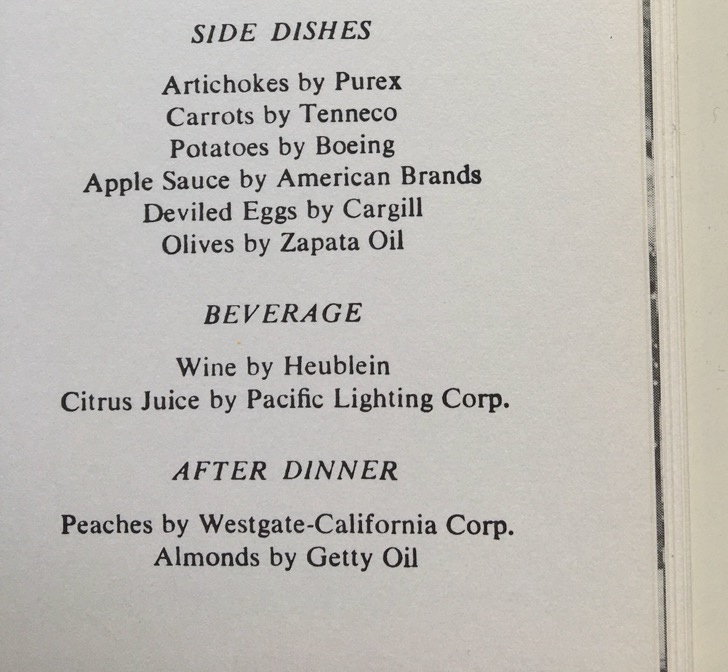 SIDE DISHES
Artichokes by Purex
Carrots by Tenneco
Potatoes by Boeing
Apple Sauce by American Brands
Deviled Eggs by Cargill
Olives by Zapata Oil
BEVERAGE
Wine by Heublein
Citrus Juice by Pacific Lighting Corp.
AFTER DINNER
Peaches by Westgate-California Corp.
Almonds by Getty Oil